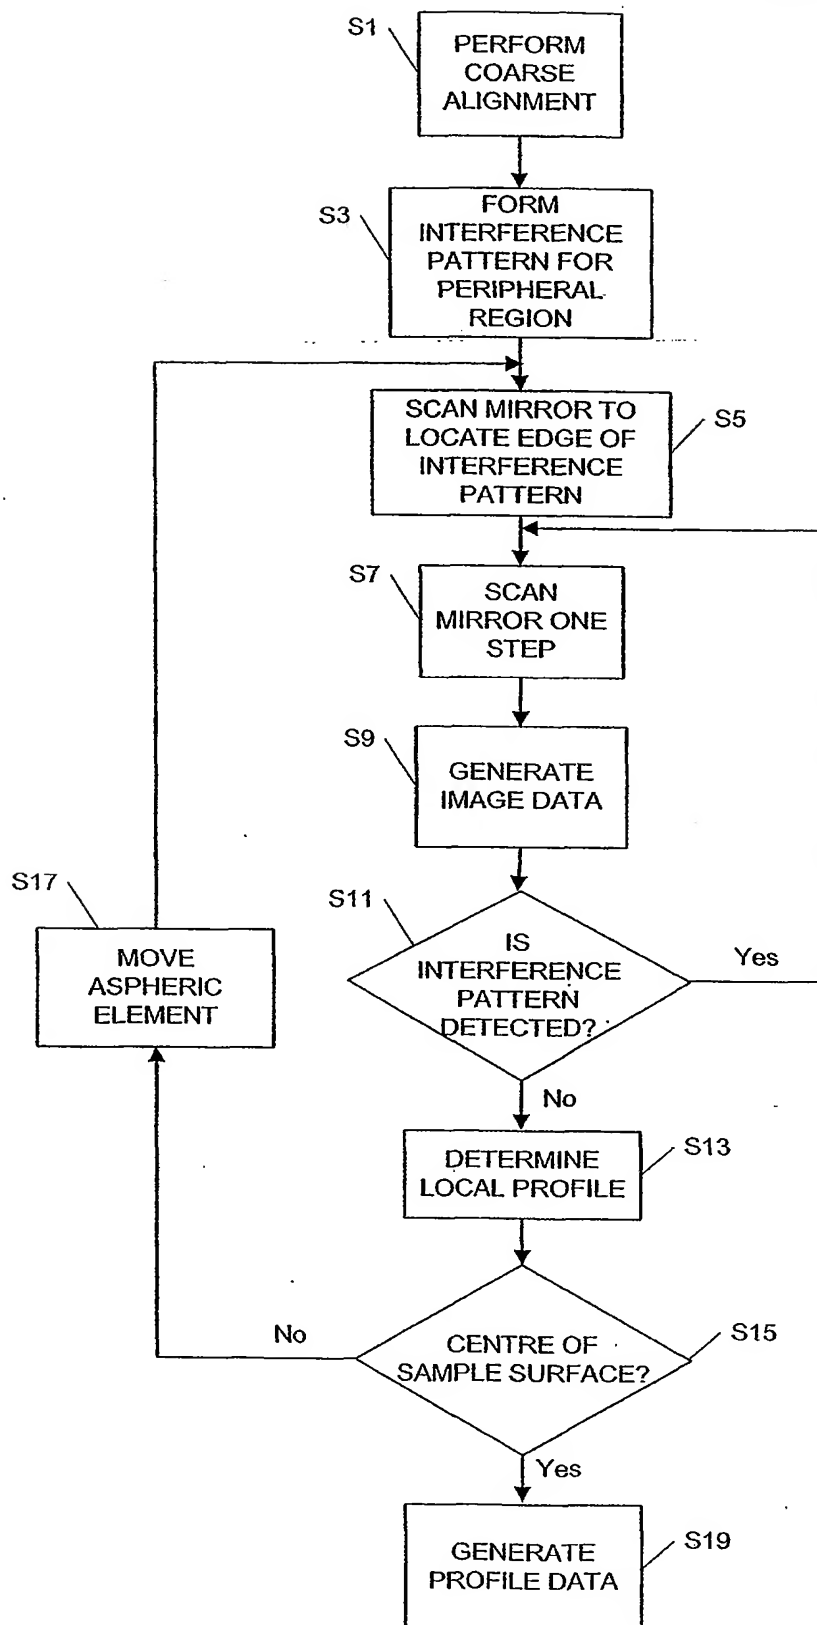 S1
PERFORM
COARSE
ALIGNMENT
S3
FORM
INTERFERENCE
PATTERN FOR
PERIPHERAL
REGION
SCAN MIRROR TO
LOCATE EDGE OF
INTERFERENCE
PATTERN
S5
S7
SCAN
MIRROR ONE
STEP
S9
GENERATE
IMAGE DATA
S17
MOVE
ASPHERIC
ELEMENT
S11
IS
INTERFERENCE
PATTERN
DETECTED?
Yes
No
DETERMINE
LOCAL PROFILE
S13
No
CENTRE OF
SAMPLE SURFACE?
S15
Yes
GENERATE
PROFILE DATA
S19